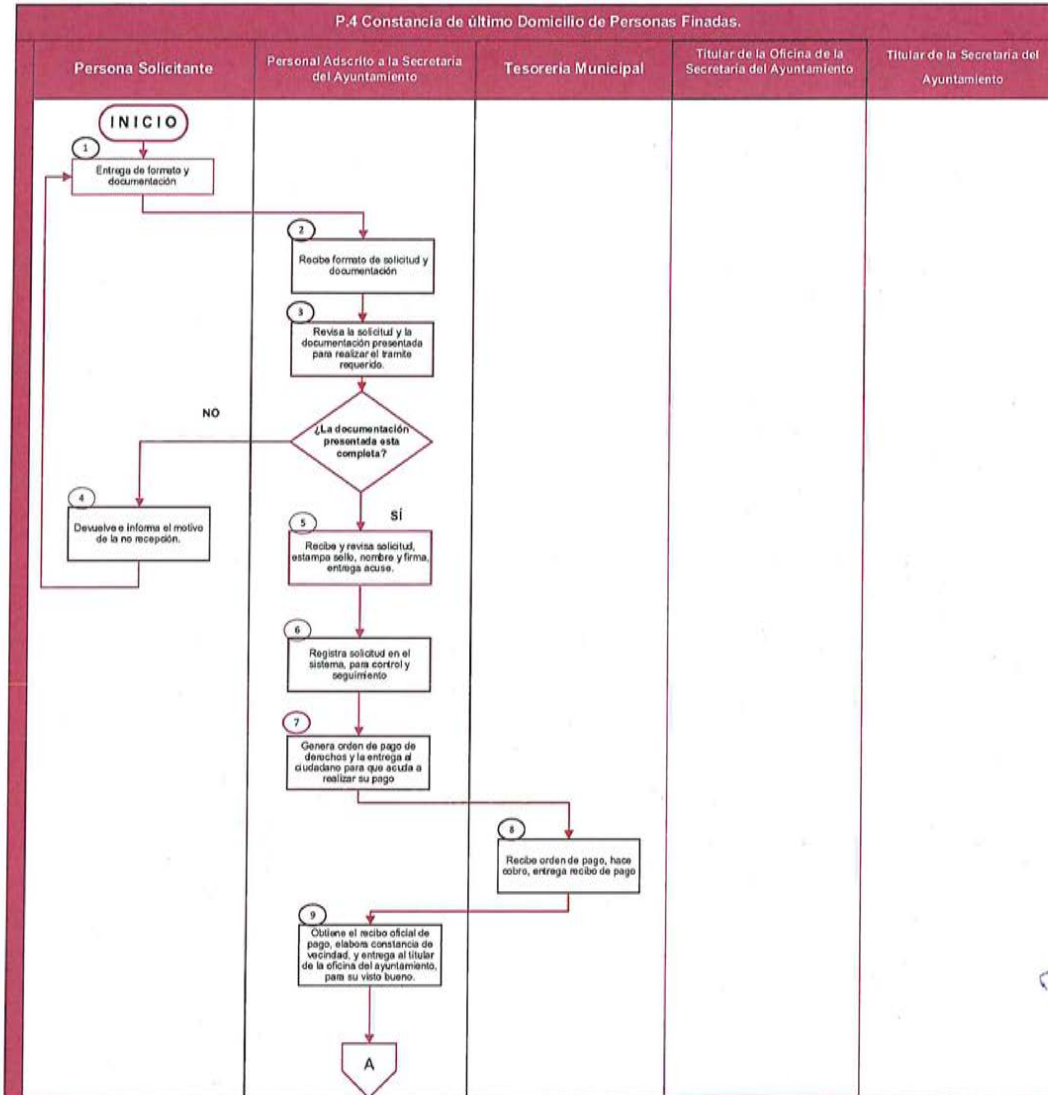 P.4 Constancia de último Domicilio de Personas Finadas.
Persona Solicitante
Personal Adscrito a la Secretaría
del Ayuntamiento
Tesorería Municipal
Titular de la Oficina de la
Secretaría del Ayuntamiento
Titular de la Secretaría del
Ayuntamiento
INICIO
1
Entrega de formato y
documentación
2
Recibe formato de solicitud y
documentación
3
Revisa la solicitud y la
documentación presentada
para realizar el tramite
requerido.
NO
¿La documentación
presentada esta
completa?
4
Devuelve e informa el motivo
de la no recepción.
SÍ
5
Recibe y revisa solicitud,
estampa sello, nombre y firma,
entrega acuse.
6
Registra solicitud en el
sistema, para control y
seguimiento
7
Genera orden de pago de
derechos y la entrega al
ciudadano para que acuda a
realizar su pago
8
Recibe orden de pago, hace
cobro, entrega recibo de pago
9
Obtiene el recibo oficial de
pago, elabora constancia de
vecindad, y entrega al titular
de la oficina del ayuntamiento,
para su visto bueno.
A